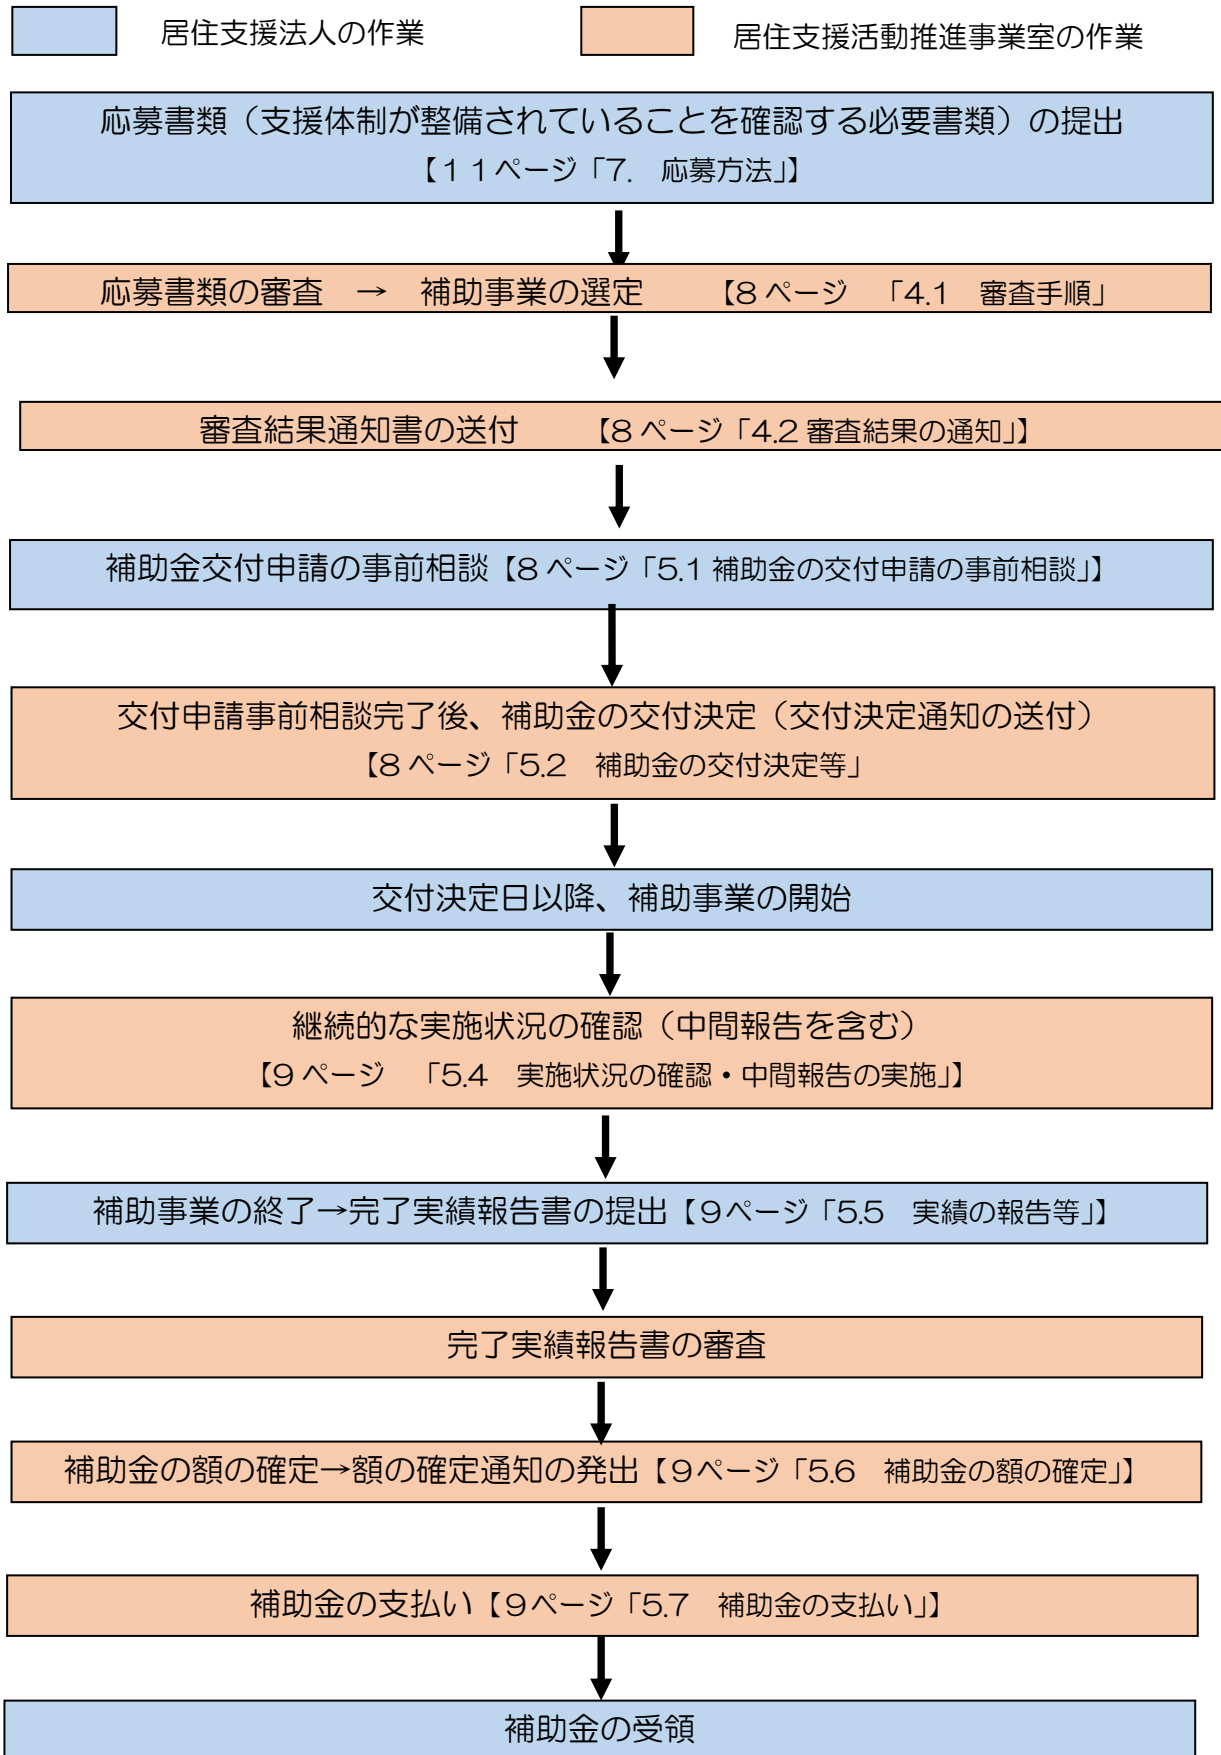 居住支援法人の作業
居住支援活動推進事業室の作業
応募書類（支援体制が整備されていることを確認する必要書類）の提出
【１１ページ「7.　応募方法」】
応募書類の審査　→　補助事業の選定　　【8 ページ　「4.1　審査手順」
審査結果通知書の送付　　【8 ページ「4.2 審査結果の通知」】
補助金交付申請の事前相談【8 ページ「5.1 補助金の交付申請の事前相談」】
交付申請事前相談完了後、補助金の交付決定（交付決定通知の送付）
【8 ページ「5.2　補助金の交付決定等」
交付決定日以降、補助事業の開始
継続的な実施状況の確認（中間報告を含む）
【9 ページ　「5.4　実施状況の確認・中間報告の実施」】
補助事業の終了→完了実績報告書の提出【９ページ「5.5　実績の報告等」】
完了実績報告書の審査
補助金の額の確定→額の確定通知の発出【９ページ「5.6　補助金の額の確定」】
補助金の支払い【９ページ「5.7　補助金の支払い」】
補助金の受領